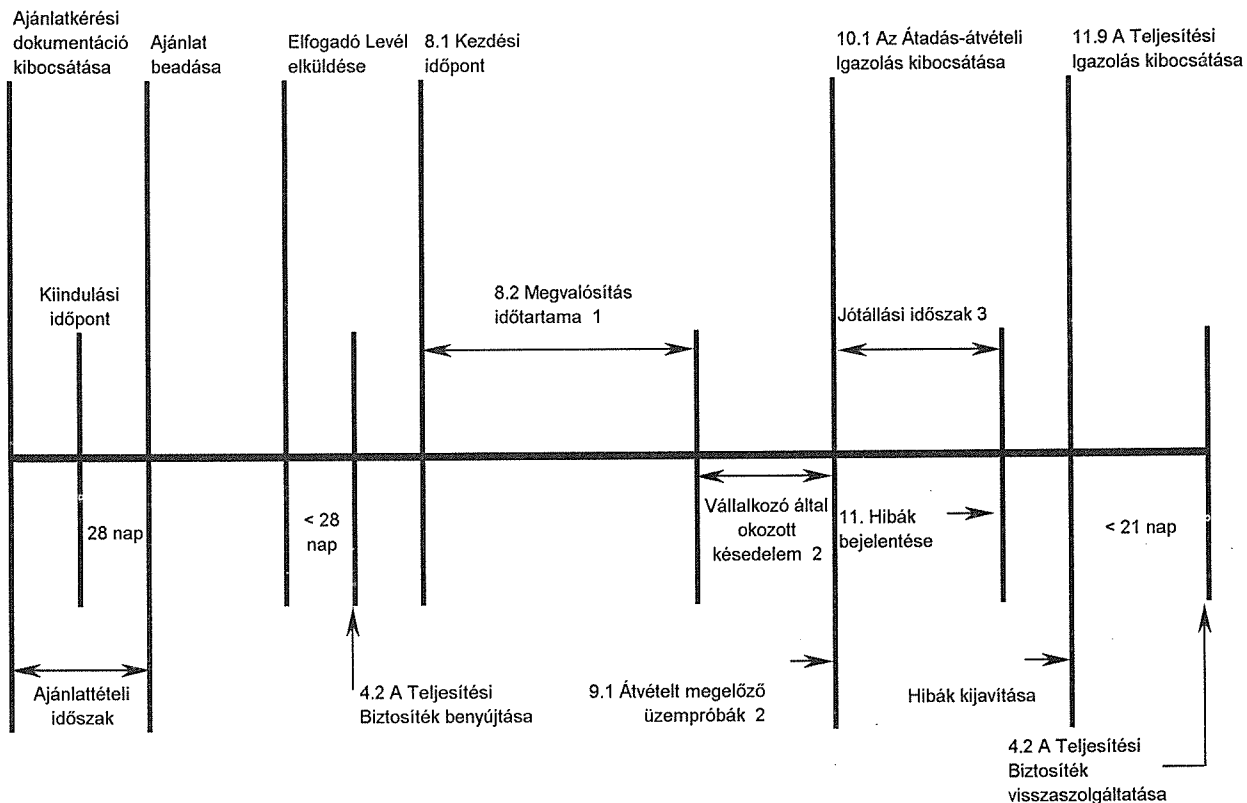 Ajánlatkérési
dokumentáció
kibocsátása
Ajánlat
beadása
Elfogadó Levél
elküldése
8.1 Kezdési
időpont
10.1 Az Átadás-átvételi
Igazolás kibocsátása
11.9 A Teljesítési
Igazolás kibocsátása
Kiindulási
időpont
8.2 Megvalósítás
időtartama 1
Jótállási időszak 3
28 nap
< 28
nap
Vállalkozó által
okozott
késedelem 2
11. Hibák
bejelentése
< 21 nap
Ajánlattételi
időszak
4.2 A Teljesítési
Biztosíték benyújtása
9.1 Átvételt megelőző
üzempróbák 2
Hibák kijavítása
4.2 A Teljesítési
Biztosíték
visszaszolgáltatása